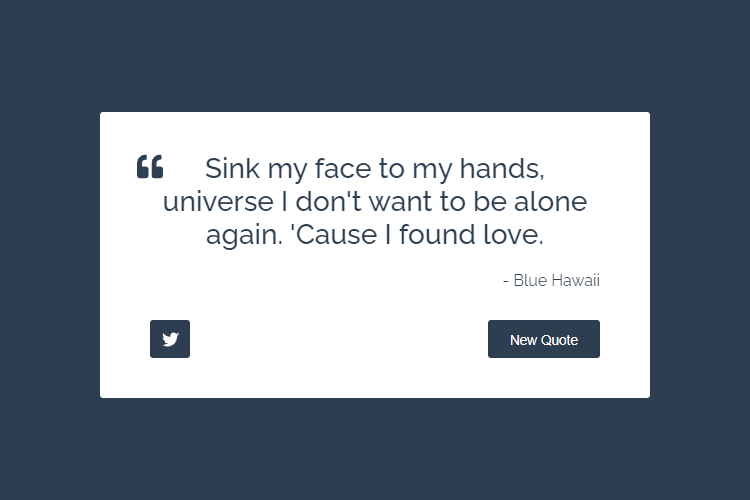 Sink my face to my hands,
universe I don't want to be alone
again. 'Cause I found love.
- Blue Hawaii
New Quote